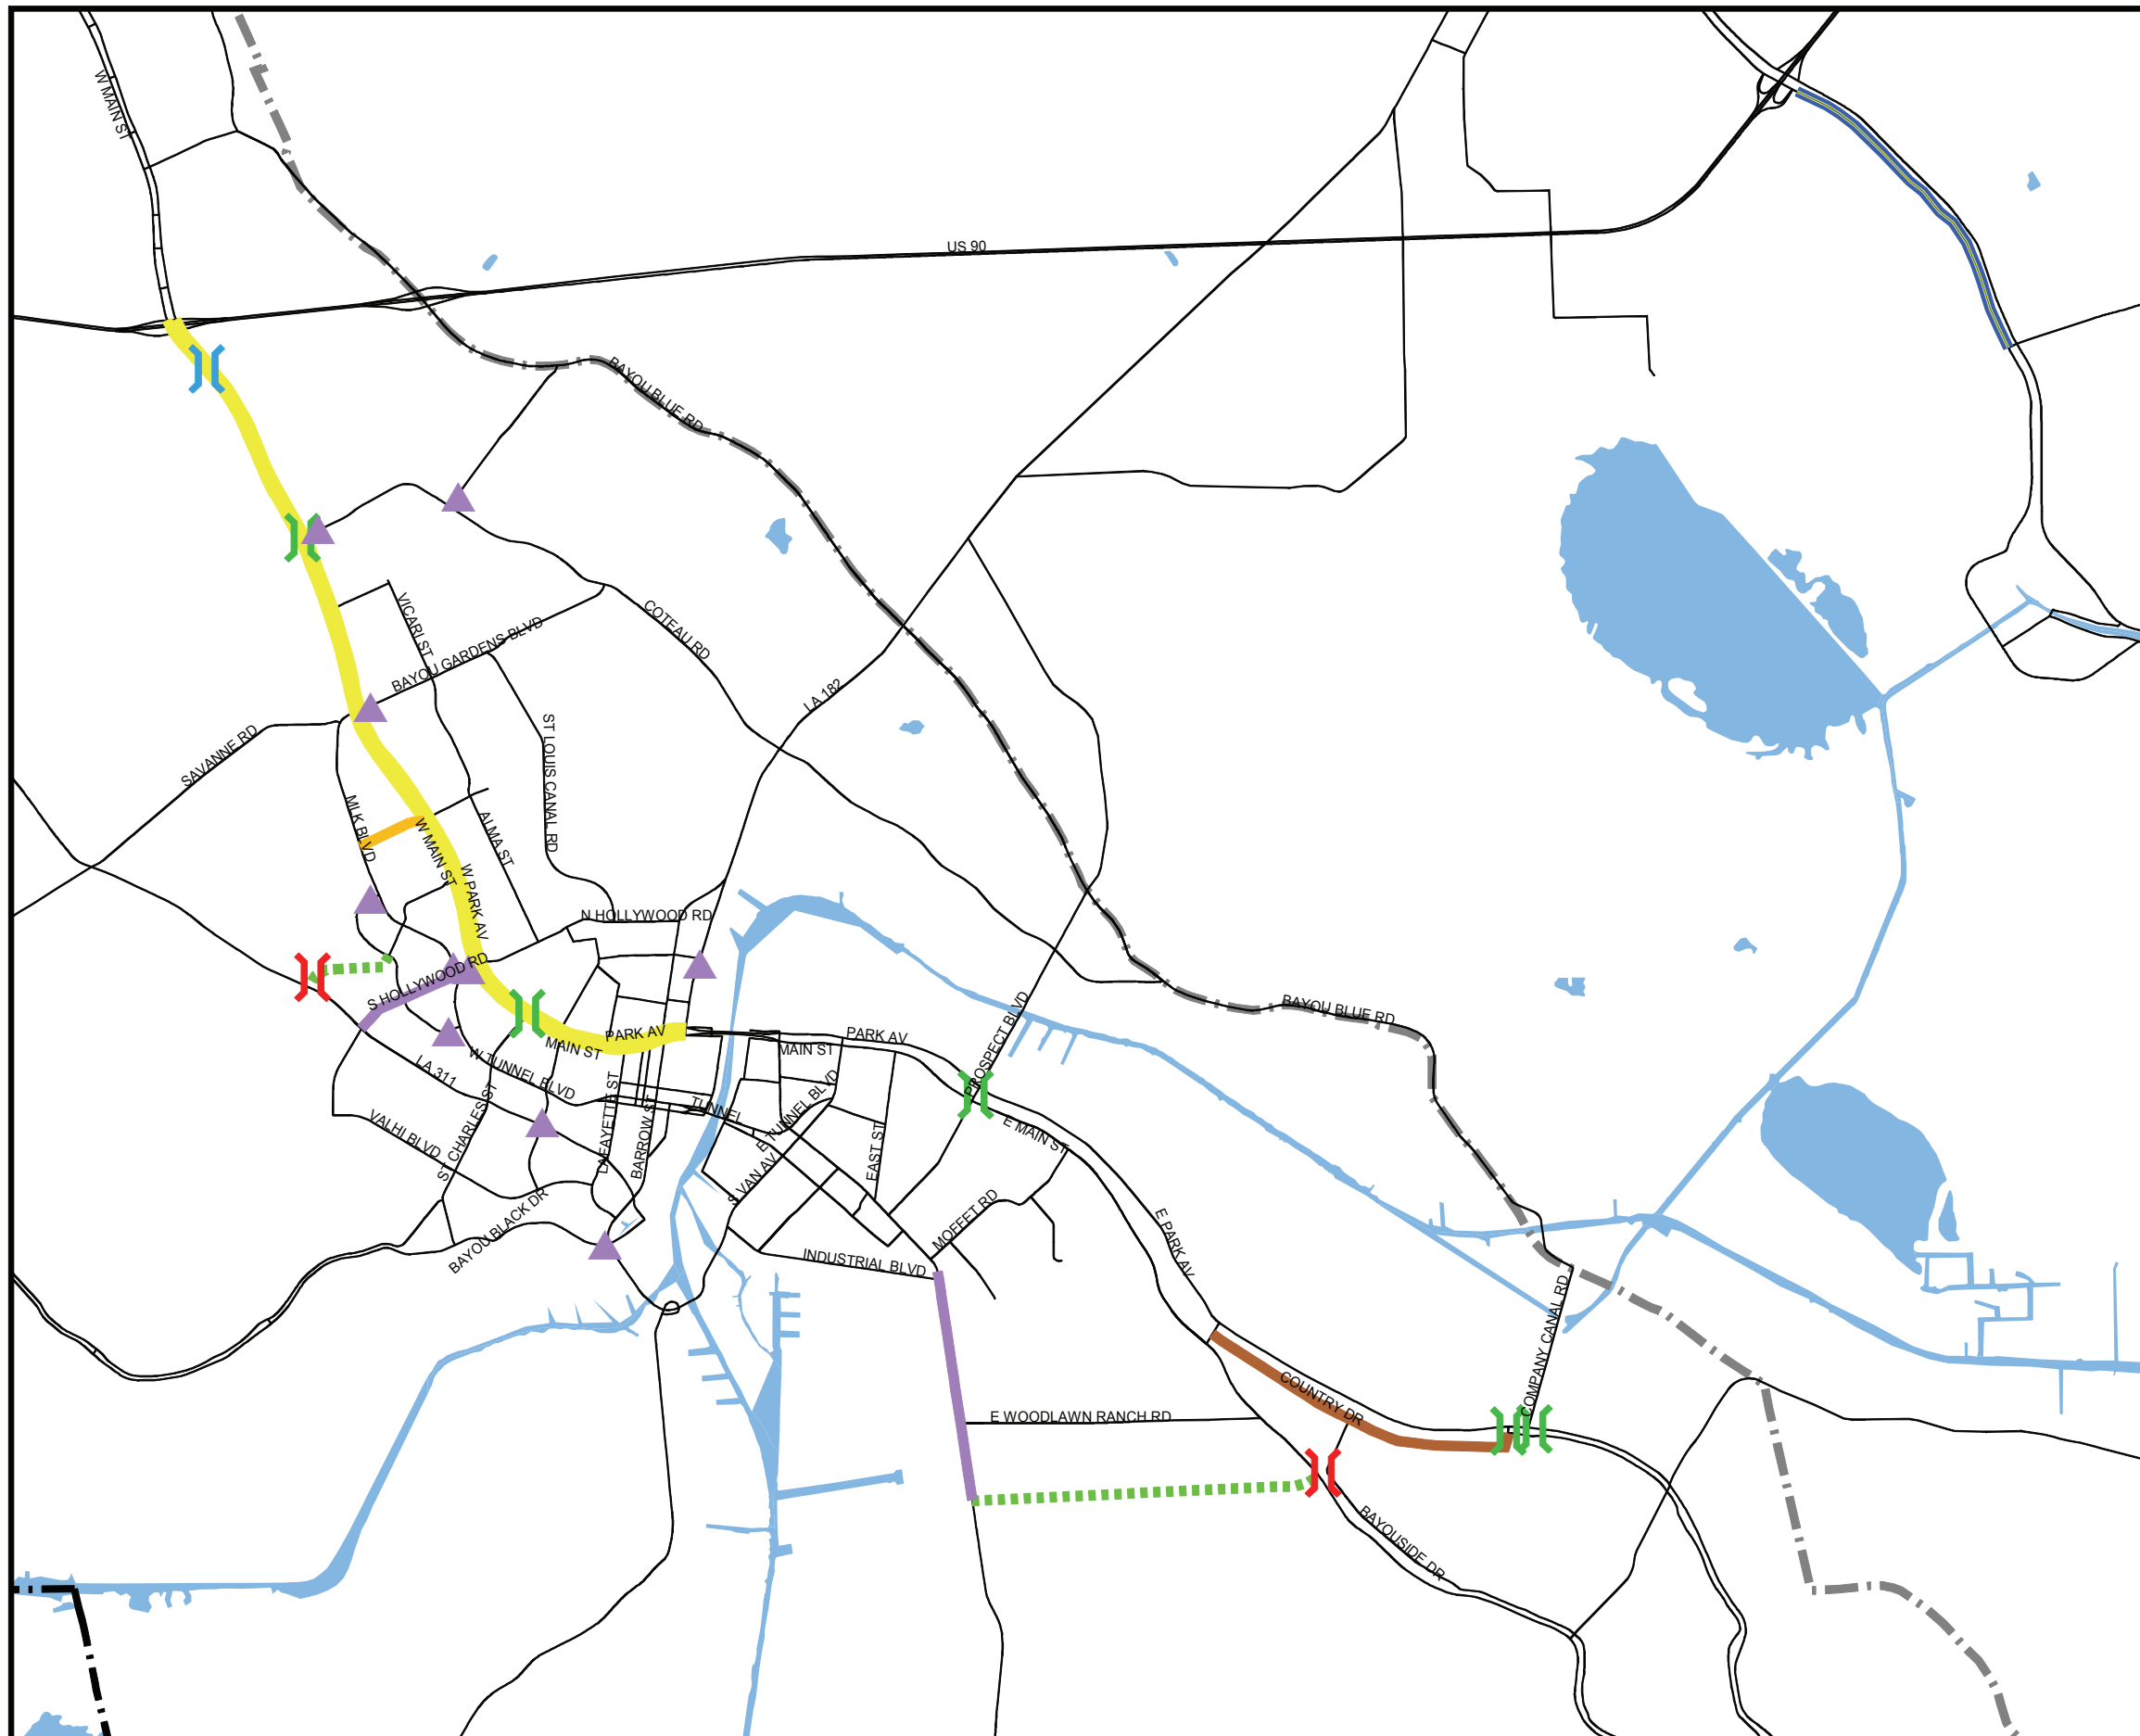 W MAIN ST
US 90
BAYOU BLUE RD
VICARI ST
COTEAU RD
BAYOU GARDENS BLVD
LA 182
SAVANNE RD
ST LOUIS CANAL RD
MLK BLVD
W MAIN ST
ALMA ST
W PARK AV
N HOLLYWOOD RD
S HOLLYWOOD RD
BAYOU BLUE RD
PROSPECT BLVD
PARK AV
PARK AV
MAIN ST
MAIN ST
W TUNNEL BLVD
LA 311
TUNNEL
E TUNNEL BLVD
LAFAYETTE ST
BARROW ST
ST CHARLES ST
VALHI BLVD
S VAN AV
EAST ST
E MAIN ST
BAYOU BLACK DR
MOFFET RD
E PARK AV
INDUSTRIAL BLVD
COMPANY CANAL RD
COUNTRY DR
E WOODLAWN RANCH RD
BAYOUSIDE DR